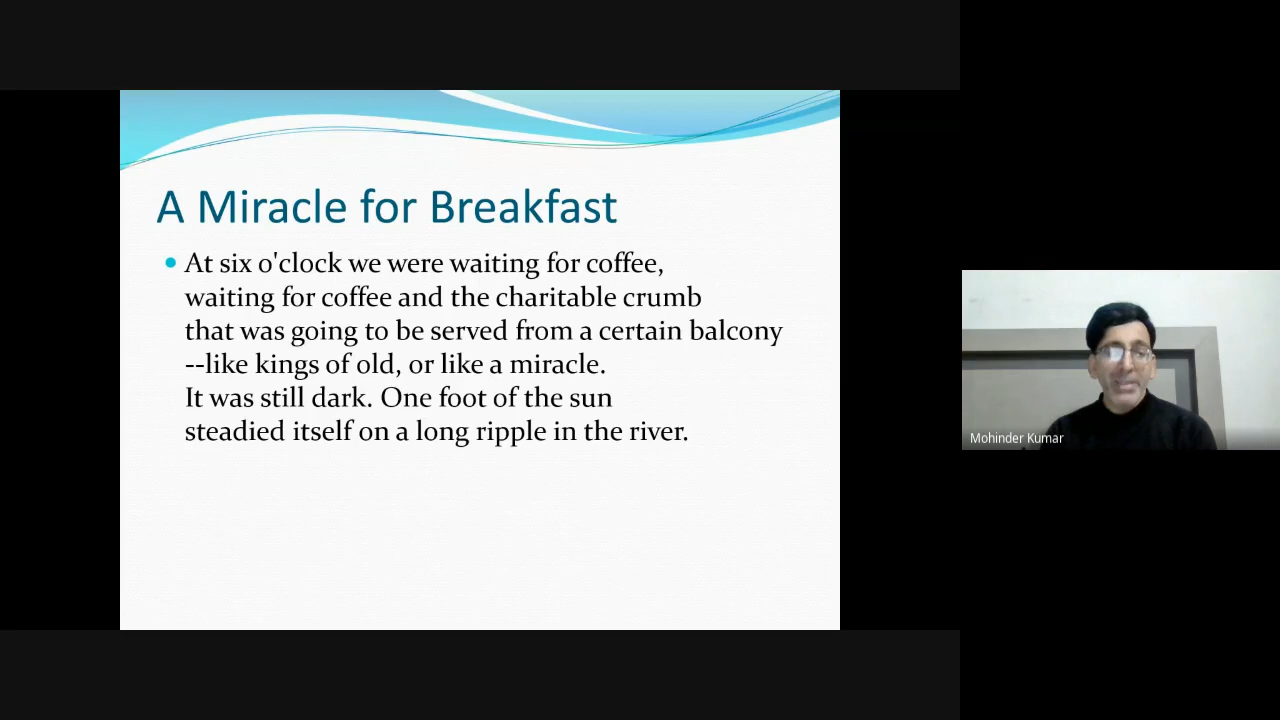 A Miracle for Breakfast
At six o'clock we were waiting for coffee,
waiting for coffee and the charitable crumb
that was going to be served from a certain balcony
--like kings of old, or like a miracle.
It was still dark. One foot of the sun
steadied itself on a long ripple in the river.
Mohinder Kumar